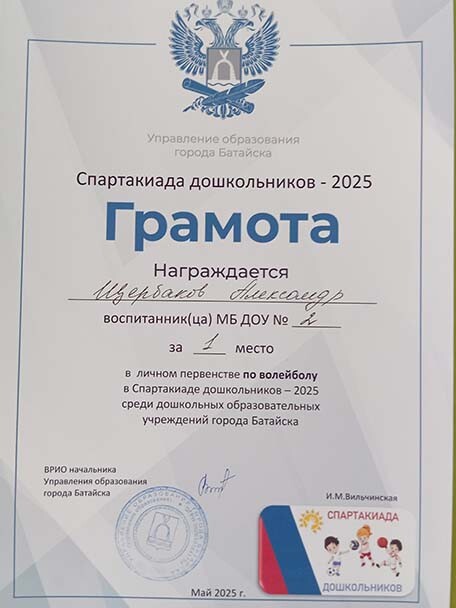 Управление образования
города Батайска
Спартакиада дошкольников - 2025
Грамота
Награждается
Щербаков Александр
воспитанник(ца) МБ ДОУ № 2
за 1 место
в личном первенстве по волейболу
в Спартакиаде дошкольников – 2025
среди дошкольных образовательных
учреждений города Батайска
ВРИО начальника
Управления образования
города Батайска
И.М.Вильчинская
СПАРТАКИАДА
ДОШКОЛЬНИКОВ
Май 2025 г.